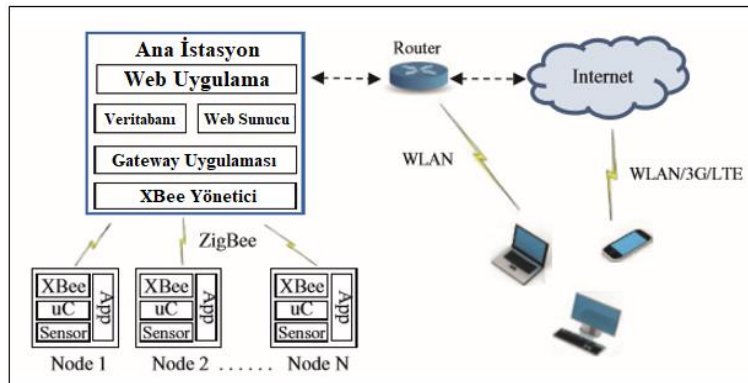 Ana İstasyon
Web Uygulama
Veritabanı
Web Sunucu
Gateway Uygulaması
XBee Yönetici
Router
Internet
WLAN
WLAN/3G/LTE
ZigBee
XBee
uC
Sensor
App
XBee
uC
Sensor
App
XBee
uC
Sensor
App
Node 1
Node 2 . . . . . . Node N